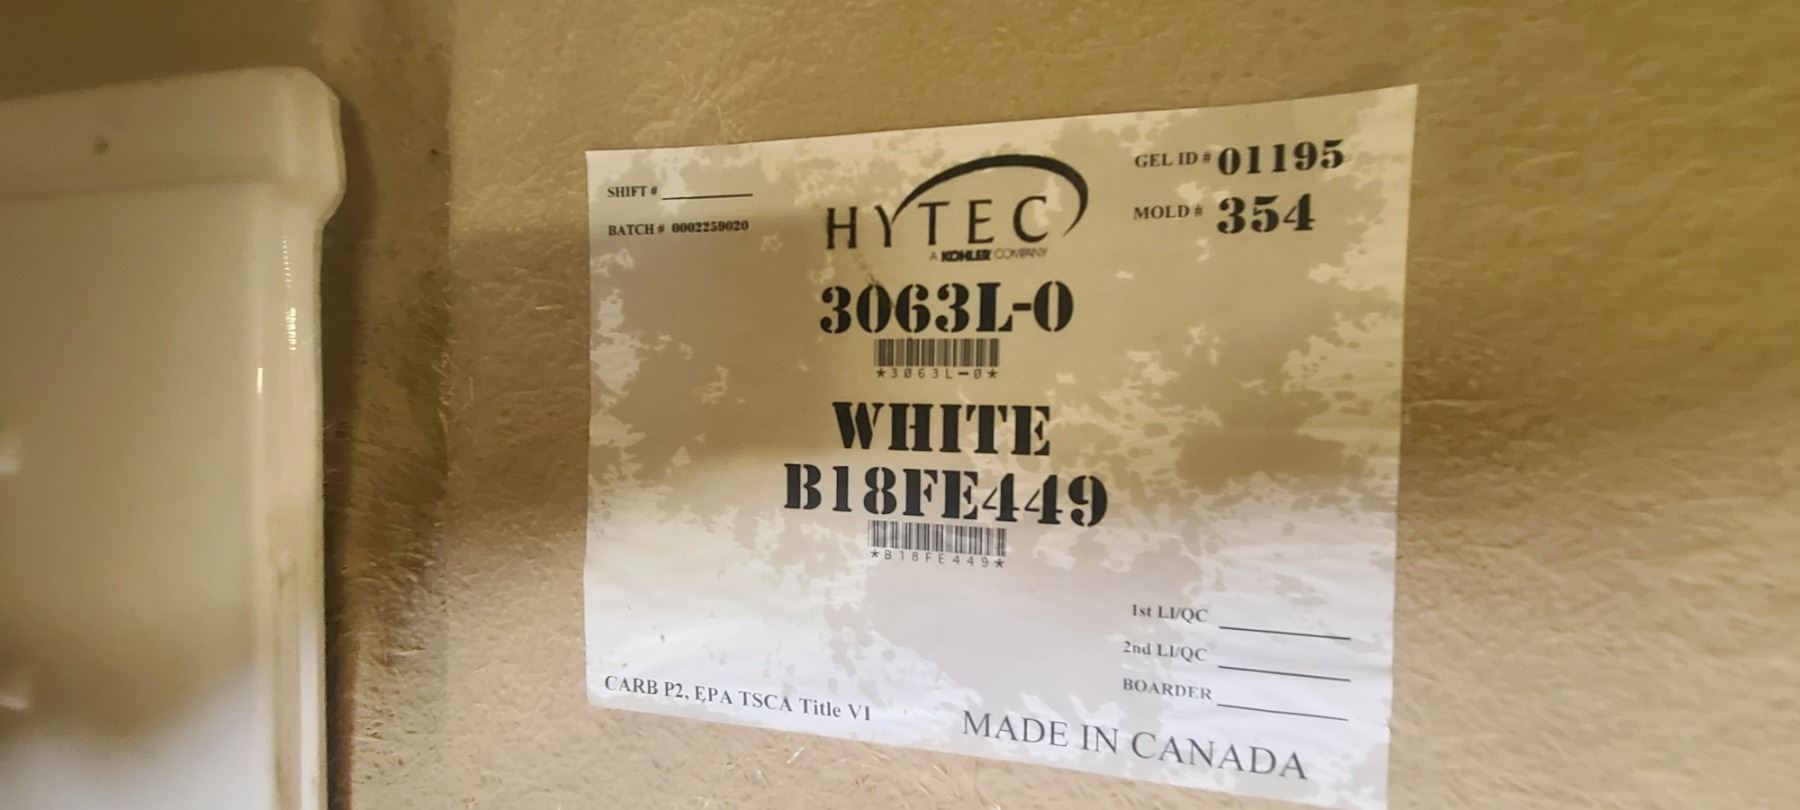 SHIFT #
BATCH # 0002259020
HYTEC
A KOHLER COMPANY
GEL ID # 01195
MOLD # 354
3063L-0
*3063L-0*
WHITE
B18FE449
*B18FE449*
1st LI/QC
2nd LI/QC
BOARDER
CARB P2, EPA TSCA Title VI
MADE IN CANADA